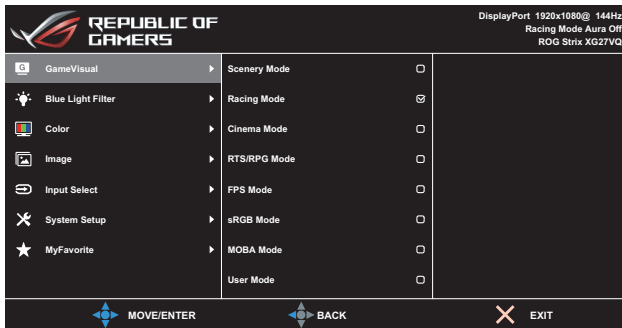 REPUBLIC OF
GAMERS
DisplayPort 1920x1080@ 144Hz
Racing Mode Aura Off
ROG Strix XG27VQ
G
GameVisual
Blue Light Filter
Color
Image
Input Select
System Setup
MyFavorite
Scenery Mode
Racing Mode
Cinema Mode
RTS/RPG Mode
FPS Mode
sRGB Mode
MOBA Mode
User Mode
MOVE/ENTER
BACK
EXIT